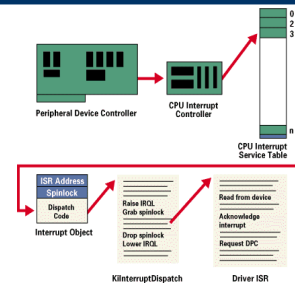 0
2
3
n
Peripheral Device Controller
CPU Interrupt
Controller
CPU Interrupt
Service Table
ISR Address
Spinlock
Dispatch
Code
Interrupt Object
Raise IRQL
Grab spinlock
Drop spinlock
Lower IRQL
KiInterruptDispatch
Read from device
Acknowledge
interrupt
Request DPC
Driver ISR